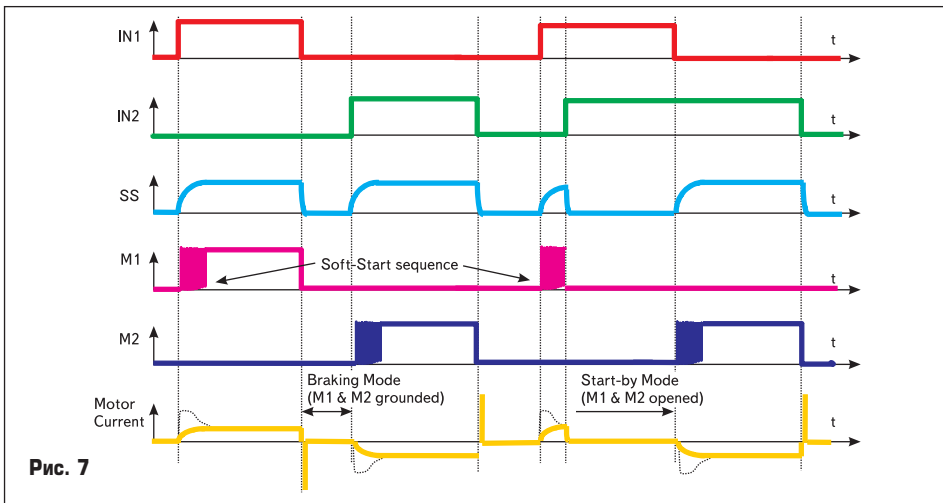 IN1
t
IN2
t
SS
t
M1
Soft-Start sequence
t
M2
t
Braking Mode
(M1 & M2 grounded)
Start-by Mode
(M1 & M2 opened)
Motor
Current
t
Рис. 7